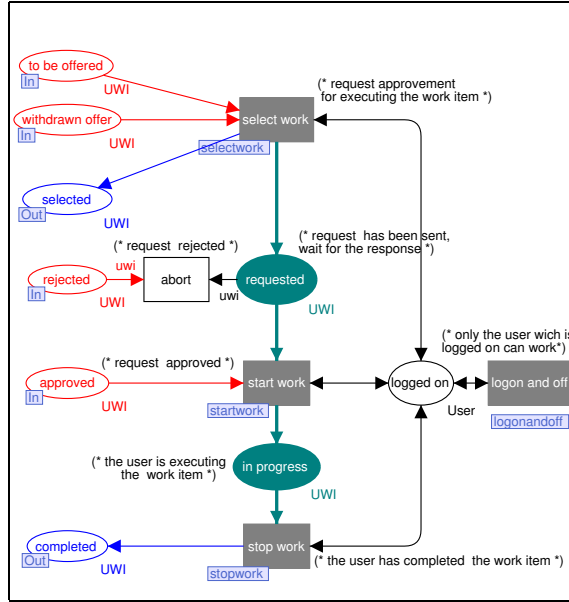 to be offered
In
UWI
(* request approvement
for executing the work item *)
withdrawn offer
In
UWI
select work
selectwork
selected
Out
UWI
(* request  has been sent,
wait for the response *)
(* request  rejected *)
uwi
rejected
In
UWI
abort
uwi
requested
UWI
(* only the user wich is
logged on can work*)
(* request  approved *)
approved
In
UWI
start work
startwork
logged on
User
logon and off
logonandoff
(* the user is executing
the  work item *)
in progress
UWI
completed
Out
UWI
stop work
stopwork
(* the user has completed  the work item *)